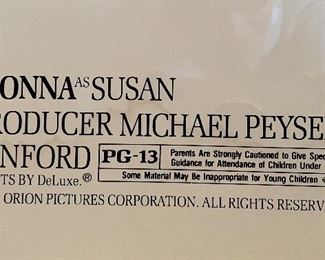 ONNA AS SUSAN
RODUCER MICHAEL PEYSE
NFORD PG-13 Parents Are Strongly Cautioned to Give Spec
Guidance for Attendance of Children Under
Some Material May Be Inappropriate for Young Children
TS BY DeLuxe.®
ORION PICTURES CORPORATION. ALL RIGHTS RESERV